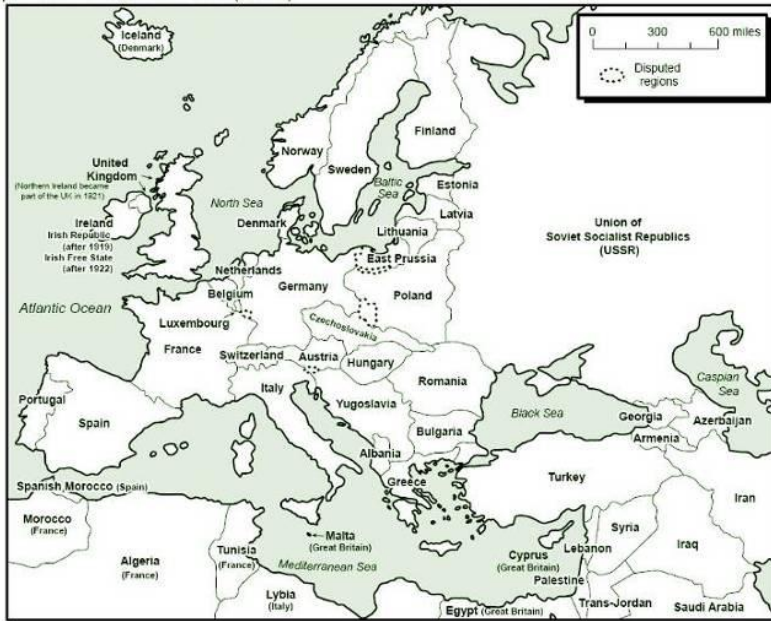 Iceland
(Denmark)
0 300 600 miles
Disputed
regions
Finland
Norway
Sweden
United
Kingdom
(Northern Ireland became
part of the UK in 1921)
North Sea
Baltic
Sea
Estonia
Latvia
Denmark
Lithuania
Union of
Soviet Socialist Republics
(USSR)
Ireland
Irish Republic
(after 1919)
Irish Free State
(after 1922)
East Prussia
Netherlands
Belgium
Germany
Poland
Atlantic Ocean
Luxembourg
Czechoslovakia
France
Switzerland
Austria
Hungary
Romania
Caspian
Sea
Italy
Yugoslavia
Portugal
Spain
Black Sea
Georgia
Azerbaijan
Bulgaria
Armenia
Albania
Greece
Turkey
Spanish Morocco (Spain)
Iran
Morocco
(France)
Malta
(Great Britain)
Syria
Algeria
(France)
Tunisia
(France)
Mediterranean Sea
Cyprus
(Great Britain)
Lebanon
Iraq
Palestine
Lybia
(Italy)
Egypt (Great Britain)
Trans-Jordan
Saudi Arabia